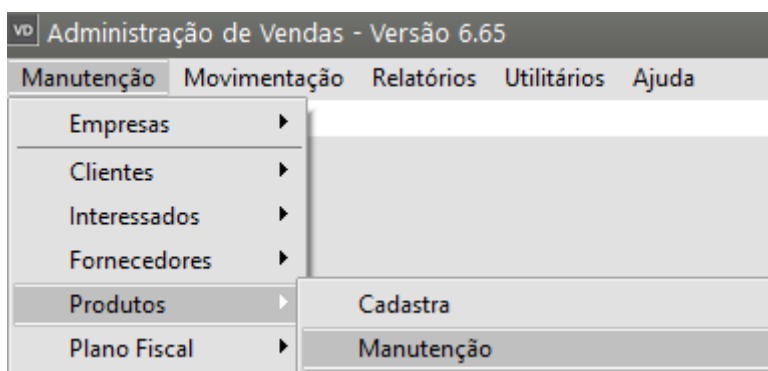 VD Administração de Vendas - Versão 6.65
Manutenção Movimentação Relatórios Utilitários Ajuda
Empresas
Clientes
Interessados
Fornecedores
Produtos Cadastra
Plano Fiscal Manutenção